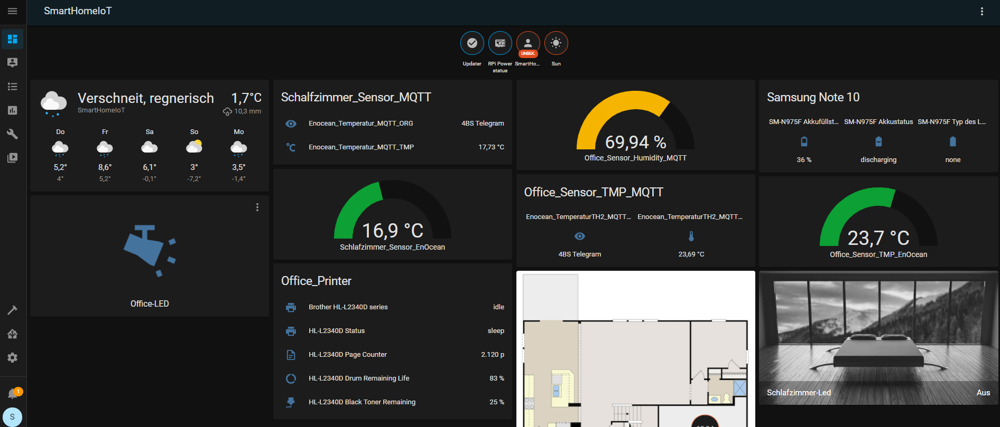 SmartHomeIoT
UNBEK.
Updater
RPi Power
status
SmartHo...
Sun
Verschneit, regnerisch
1,7°C
SmartHomeIoT
10,3 mm
Do Fr Sa So Mo
5,2° 8,6° 6,1° 3° 3,5°
4° 5,2° -0,1° -7,2° -1,4°
Office-LED
Schalfzimmer_Sensor_MQTT
Enocean_Temperatur_MQTT_ORG 4BS Telegram
°C Enocean_Temperatur_MQTT_TMP 17,73 °C
16,9 °C
Schlafzimmer_Sensor_EnOcean
Office_Printer
Brother HL-L2340D series idle
HL-L2340D Status sleep
HL-L2340D Page Counter 2.120 p
HL-L2340D Drum Remaining Life 83 %
HL-L2340D Black Toner Remaining 25 %
69,94 %
Office_Sensor_Humidity_MQTT
Office_Sensor_TMP_MQTT
Enocean_TemperaturTH2_MQTT... Enocean_TemperaturTH2_MQTT...
4BS Telegram 23,69 °C
Samsung Note 10
SM-N975F Akkufüllst... SM-N975F Akkustatus SM-N975F Typ des L...
36 % discharging none
23,7 °C
Office_Sensor_TMP_EnOcean
Schlafzimmer-Led Aus
1
S